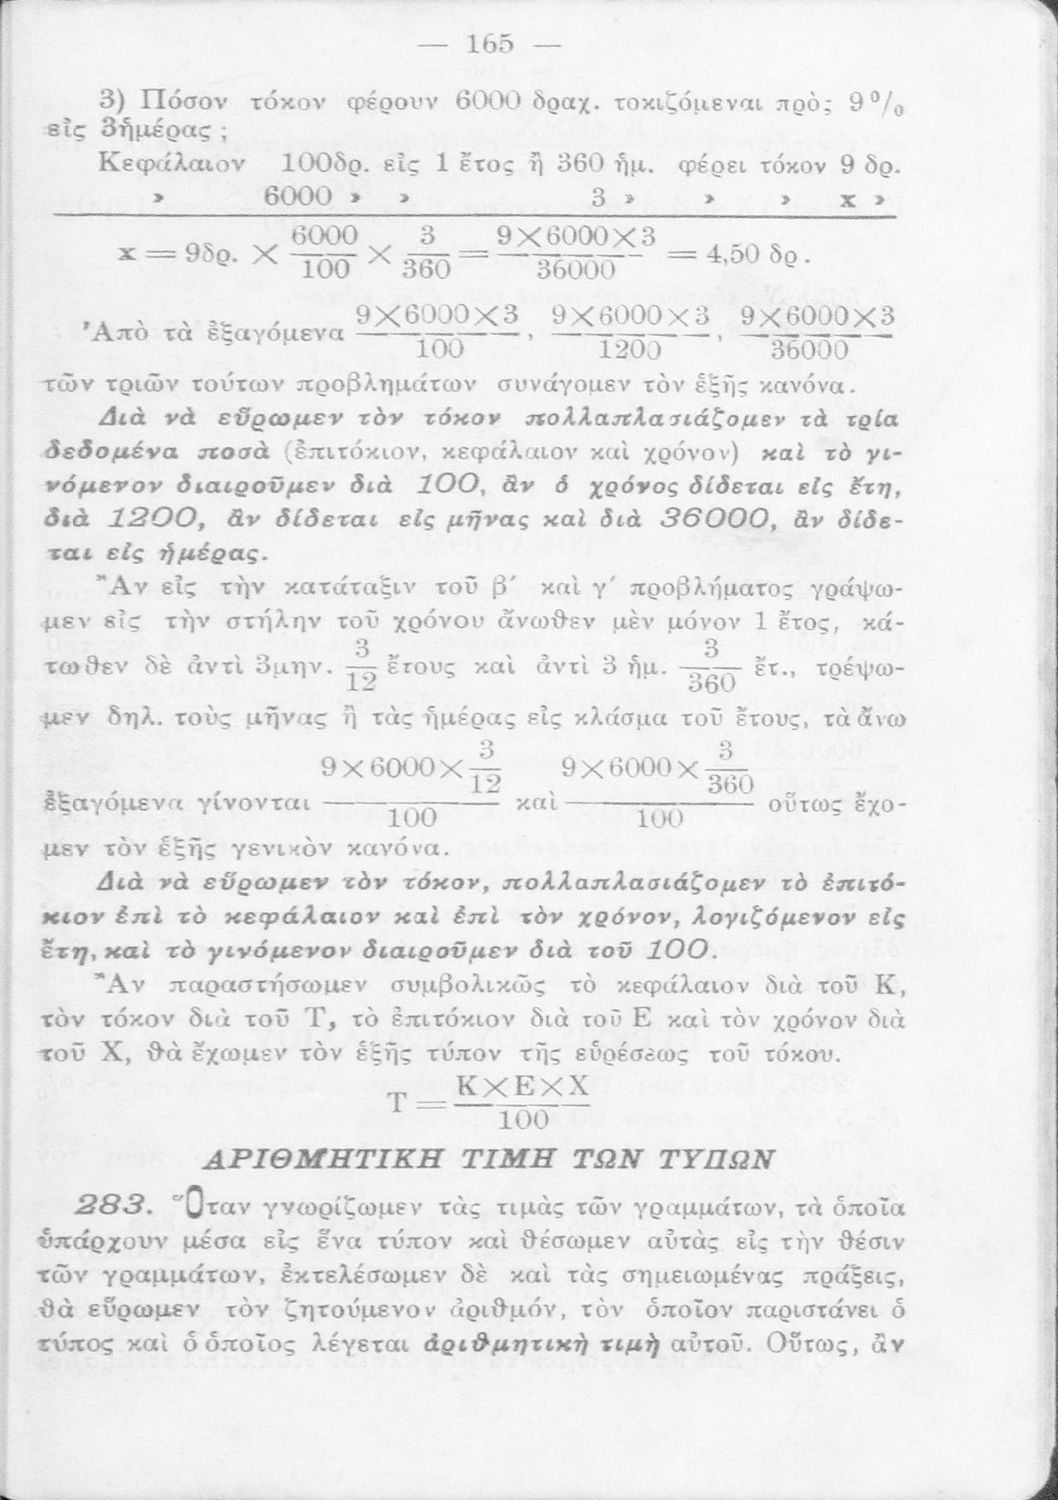 — 165 —
3) Πόσον τόκον φέρουν 6000 δραχ. τοκιζόμεναι πρὸς 9 %
εἰς 3ἡμέρας ;
Κεφάλαιον 100δρ. εἰς 1 ἔτος ἢ 360 ἡμ. φέρει τόκον 9 δρ.
» 6000 » » 3 » » » x »
x = 9δρ. × 6000/100 × 3/360 = 9×6000×3/36000 = 4,50 δρ.
Ἀπὸ τὰ ἐξαγόμενα 9×6000×3/100, 9×6000×3/1200, 9×6000×3/36000
τῶν τριῶν τούτων προβλημάτων συνάγομεν τὸν ἑξῆς κανόνα.
Διὰ νὰ εὕρωμεν τὸν τόκον πολλαπλασιάζομεν τὰ τρία
δεδομένα ποσὰ (ἐπιτόκιον, κεφάλαιον καὶ χρόνον) καὶ τὸ γι-
νόμενον διαιροῦμεν διὰ 100, ἂν ὁ χρόνος δίδεται εἰς ἔτη,
διὰ 1200, ἂν δίδεται εἰς μῆνας καὶ διὰ 36000, ἂν δίδε-
ται εἰς ἡμέρας.
Ἂν εἰς τὴν κατάταξιν τοῦ β′ καὶ γ′ προβλήματος γράψω-
μεν εἰς τὴν στήλην τοῦ χρόνου ἄνωθεν μὲν μόνον 1 ἔτος, κά-
τωθεν δὲ ἀντὶ 3μην. 3/12 ἔτους καὶ ἀντὶ 3 ἡμ. 3/360 ἔτ., τρέψω-
μεν δηλ. τοὺς μῆνας ἢ τὰς ἡμέρας εἰς κλάσμα τοῦ ἔτους, τὰ ἄνω
ἐξαγόμενα γίνονται 9×6000×3/12 / 100 καὶ 9×6000×3/360 / 100 οὕτως ἔχο-
μεν τὸν ἑξῆς γενικὸν κανόνα.
Διὰ νὰ εὕρωμεν τὸν τόκον, πολλαπλασιάζομεν τὸ ἐπιτό-
κιον ἐπὶ τὸ κεφάλαιον καὶ ἐπὶ τὸν χρόνον, λογιζόμενον εἰς
ἔτη, καὶ τὸ γινόμενον διαιροῦμεν διὰ τοῦ 100.
Ἂν παραστήσωμεν συμβολικῶς τὸ κεφάλαιον διὰ τοῦ Κ,
τὸν τόκον διὰ τοῦ Τ, τὸ ἐπιτόκιον διὰ τοῦ Ε καὶ τὸν χρόνον διὰ
τοῦ Χ, θὰ ἔχωμεν τὸν ἑξῆς τύπον τῆς εὑρέσεως τοῦ τόκου.
Τ = Κ×Ε×Χ/100
ΑΡΙΘΜΗΤΙΚΗ ΤΙΜΗ ΤΩΝ ΤΥΠΩΝ
283. Ὅταν γνωρίζωμεν τὰς τιμὰς τῶν γραμμάτων, τὰ ὁποῖα
ὑπάρχουν μέσα εἰς ἕνα τύπον καὶ θέσωμεν αὐτὰς εἰς τὴν θέσιν
τῶν γραμμάτων, ἐκτελέσωμεν δὲ καὶ τὰς σημειωμένας πράξεις,
θὰ εὕρωμεν τὸν ζητούμενον ἀριθμόν, τὸν ὁποῖον παριστάνει ὁ
τύπος καὶ ὁ ὁποῖος λέγεται ἀριθμητικὴ τιμὴ αὐτοῦ. Οὕτως, ἂν